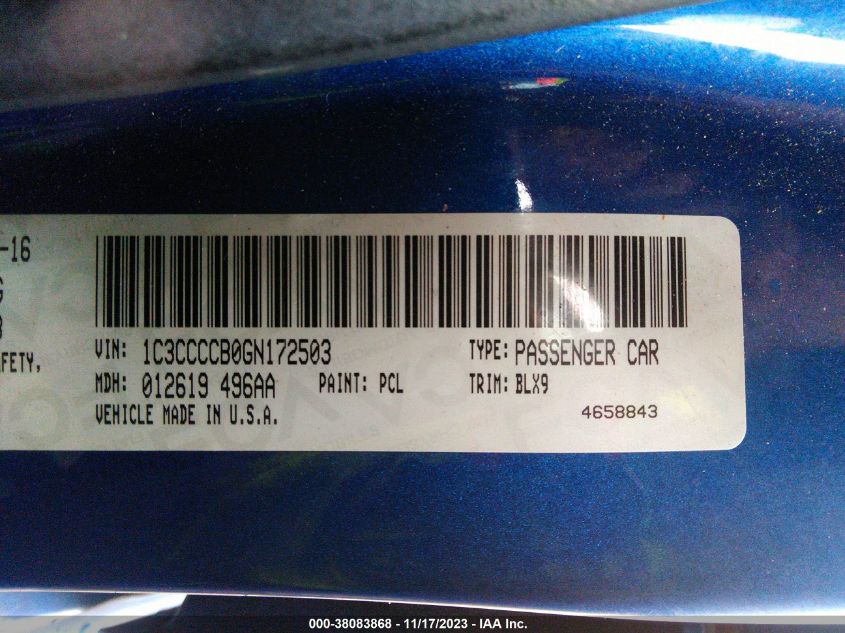 -16
VIN: 1C3CCCCB0GN172503 TYPE: PASSENGER CAR
FETY,
MDH: 012619 496AA PAINT: PCL TRIM: BLX9
VEHICLE MADE IN U.S.A. 4658843
000-38083868 - 11/17/2023 - IAA Inc.